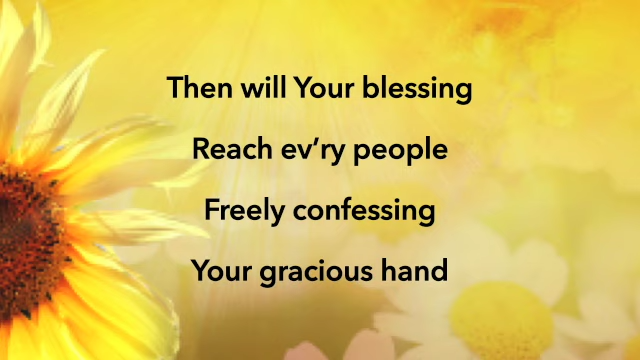 Then will Your blessing
Reach ev’ry people
Freely confessing
Your gracious hand